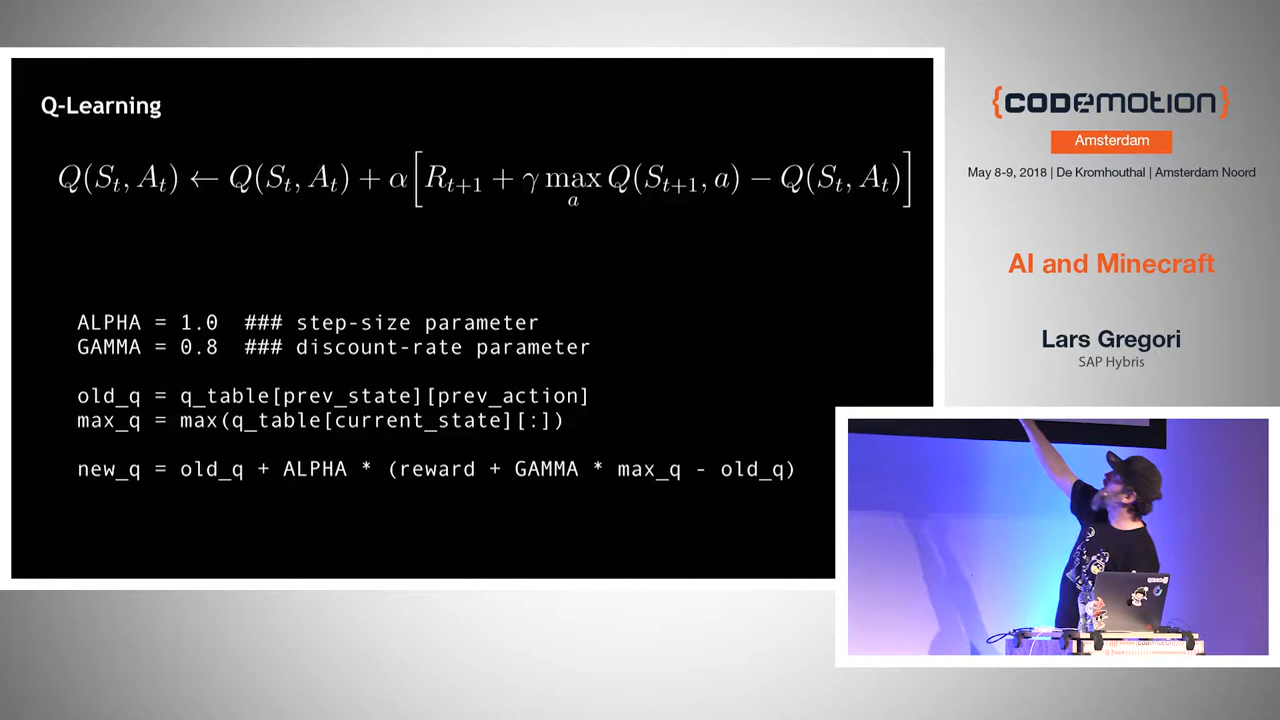 Q-Learning
Q(S_t, A_t) ← Q(S_t, A_t) + α[R_{t+1} + γ max_a Q(S_{t+1}, a) − Q(S_t, A_t)]
ALPHA = 1.0 ### step-size parameter
GAMMA = 0.8 ### discount-rate parameter
old_q = q_table[prev_state][prev_action]
max_q = max(q_table[current_state][:])
new_q = old_q + ALPHA * (reward + GAMMA * max_q - old_q)
{CODEMOTION}
Amsterdam
May 8-9, 2018 | De Kromhouthal | Amsterdam Noord
AI and Minecraft
Lars Gregori
SAP Hybris